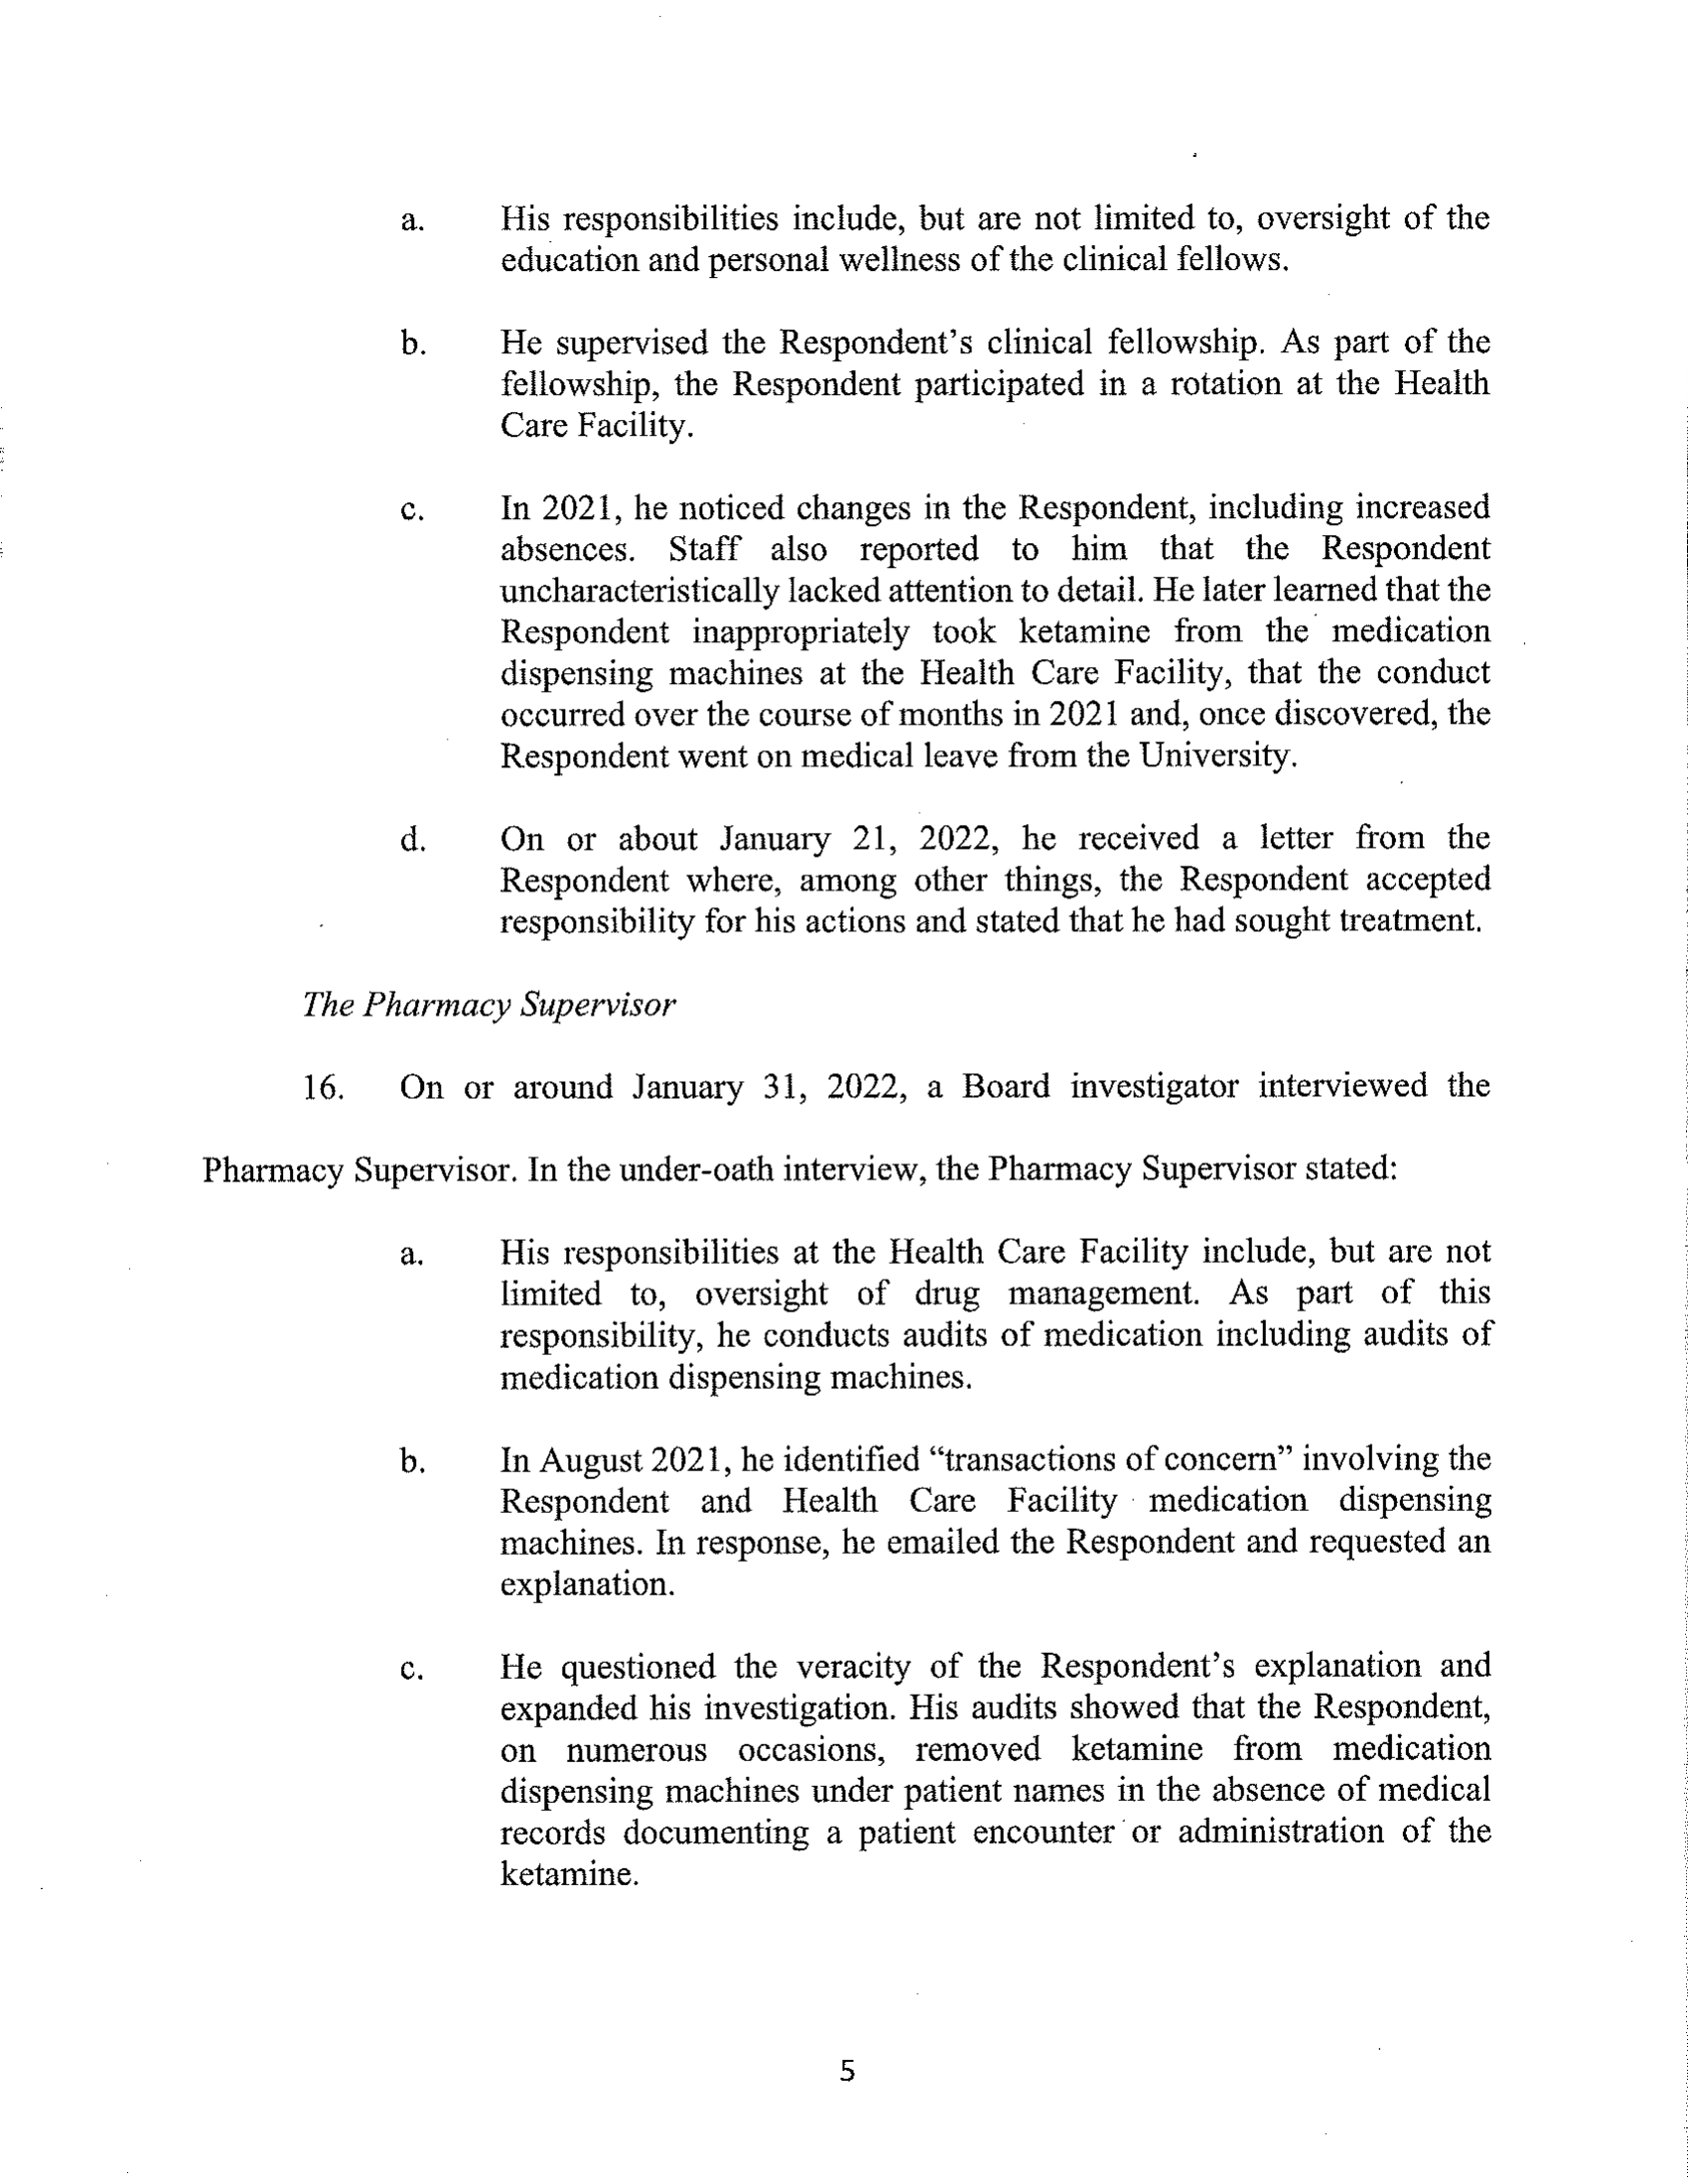 a. His responsibilities include, but are not limited to, oversight of the
education and personal wellness of the clinical fellows.
b. He supervised the Respondent's clinical fellowship. As part of the
fellowship, the Respondent participated in a rotation at the Health
Care Facility.
c. In 2021, he noticed changes in the Respondent, including increased
absences. Staff also reported to him that the Respondent
uncharacteristically lacked attention to detail. He later learned that the
Respondent inappropriately took ketamine from the medication
dispensing machines at the Health Care Facility, that the conduct
occurred over the course of months in 2021 and, once discovered, the
Respondent went on medical leave from the University.
d. On or about January 21, 2022, he received a letter from the
Respondent where, among other things, the Respondent accepted
responsibility for his actions and stated that he had sought treatment.
The Pharmacy Supervisor
16. On or around January 31, 2022, a Board investigator interviewed the
Pharmacy Supervisor. In the under-oath interview, the Pharmacy Supervisor stated:
a. His responsibilities at the Health Care Facility include, but are not
limited to, oversight of drug management. As part of this
responsibility, he conducts audits of medication including audits of
medication dispensing machines.
b. In August 2021, he identified “transactions of concern” involving the
Respondent and Health Care Facility medication dispensing
machines. In response, he emailed the Respondent and requested an
explanation.
c. He questioned the veracity of the Respondent's explanation and
expanded his investigation. His audits showed that the Respondent,
on numerous occasions, removed ketamine from medication
dispensing machines under patient names in the absence of medical
records documenting a patient encounter or administration of the
ketamine.
5